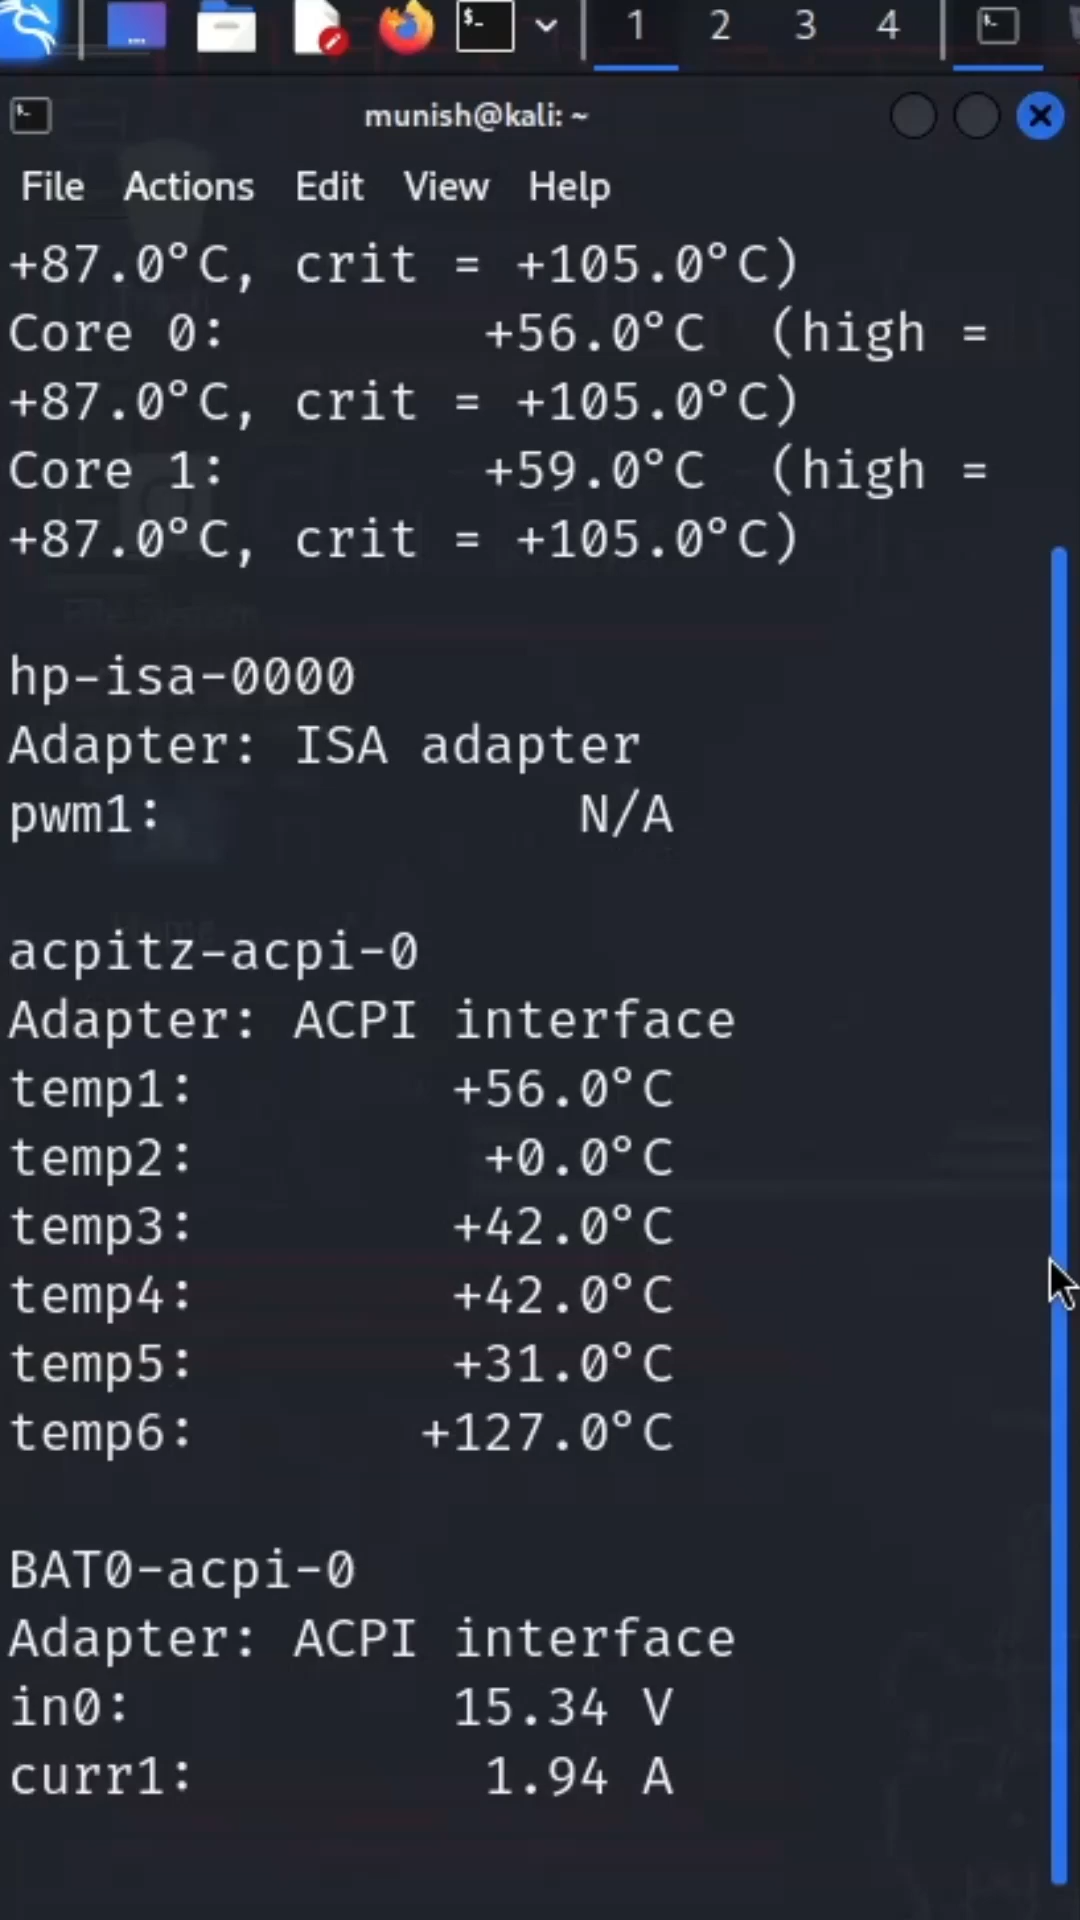 1 2 3 4
munish@kali: ~
File Actions Edit View Help
+87.0°C, crit = +105.0°C)
Core 0: +56.0°C (high =
+87.0°C, crit = +105.0°C)
Core 1: +59.0°C (high =
+87.0°C, crit = +105.0°C)
File System
hp-isa-0000
Adapter: ISA adapter
pwm1: N/A
Home
acpitz-acpi-0
Adapter: ACPI interface
temp1: +56.0°C
temp2: +0.0°C
temp3: +42.0°C
temp4: +42.0°C
temp5: +31.0°C
temp6: +127.0°C
BAT0-acpi-0
Adapter: ACPI interface
in0: 15.34 V
curr1: 1.94 A